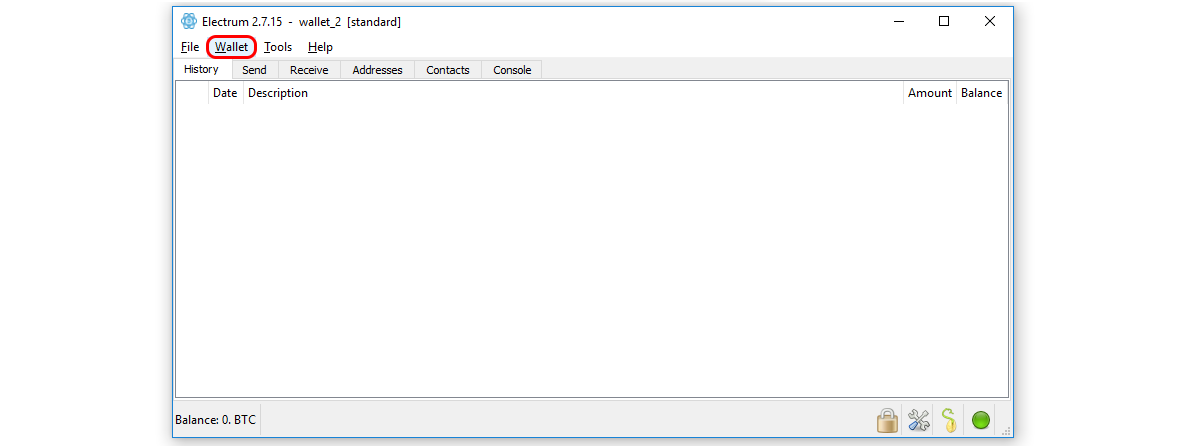 Electrum 2.7.15 - wallet_2 [standard]
File Wallet Tools Help
History Send Receive Addresses Contacts Console
Date Description Amount Balance
Balance: 0. BTC